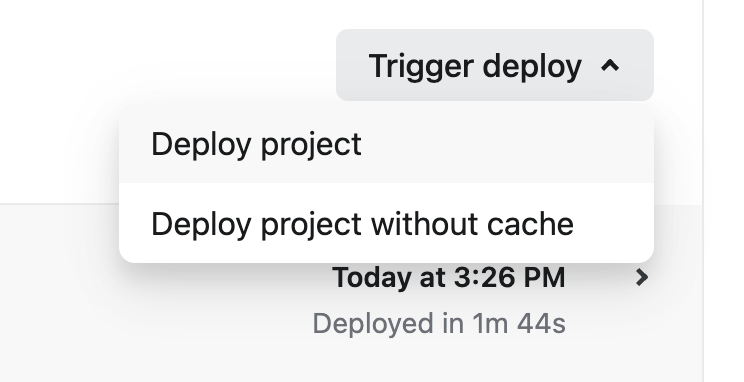 Trigger deploy
Deploy project
Deploy project without cache
Today at 3:26 PM
Deployed in 1m 44s